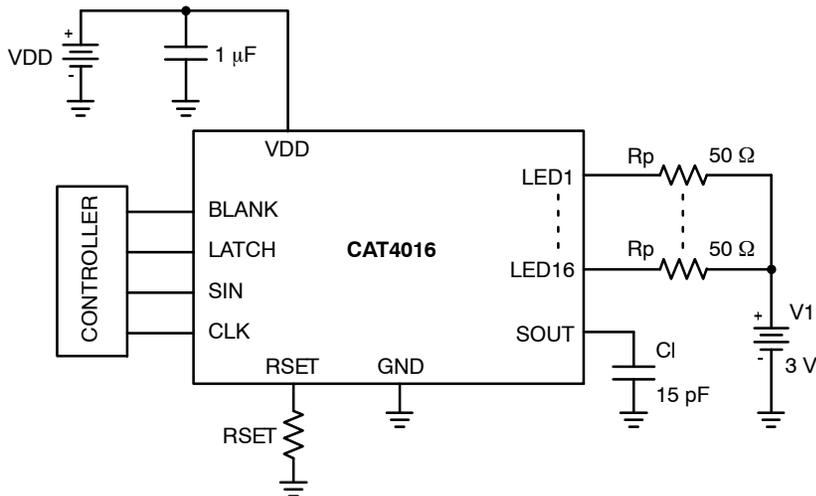 +
VDD
-
1 μF
VDD
CONTROLLER
BLANK
LATCH
SIN
CLK
CAT4016
LED1
LED16
SOUT
RSET
GND
Rp 50 Ω
Rp 50 Ω
+ V1
- 3 V
Cl
15 pF
RSET